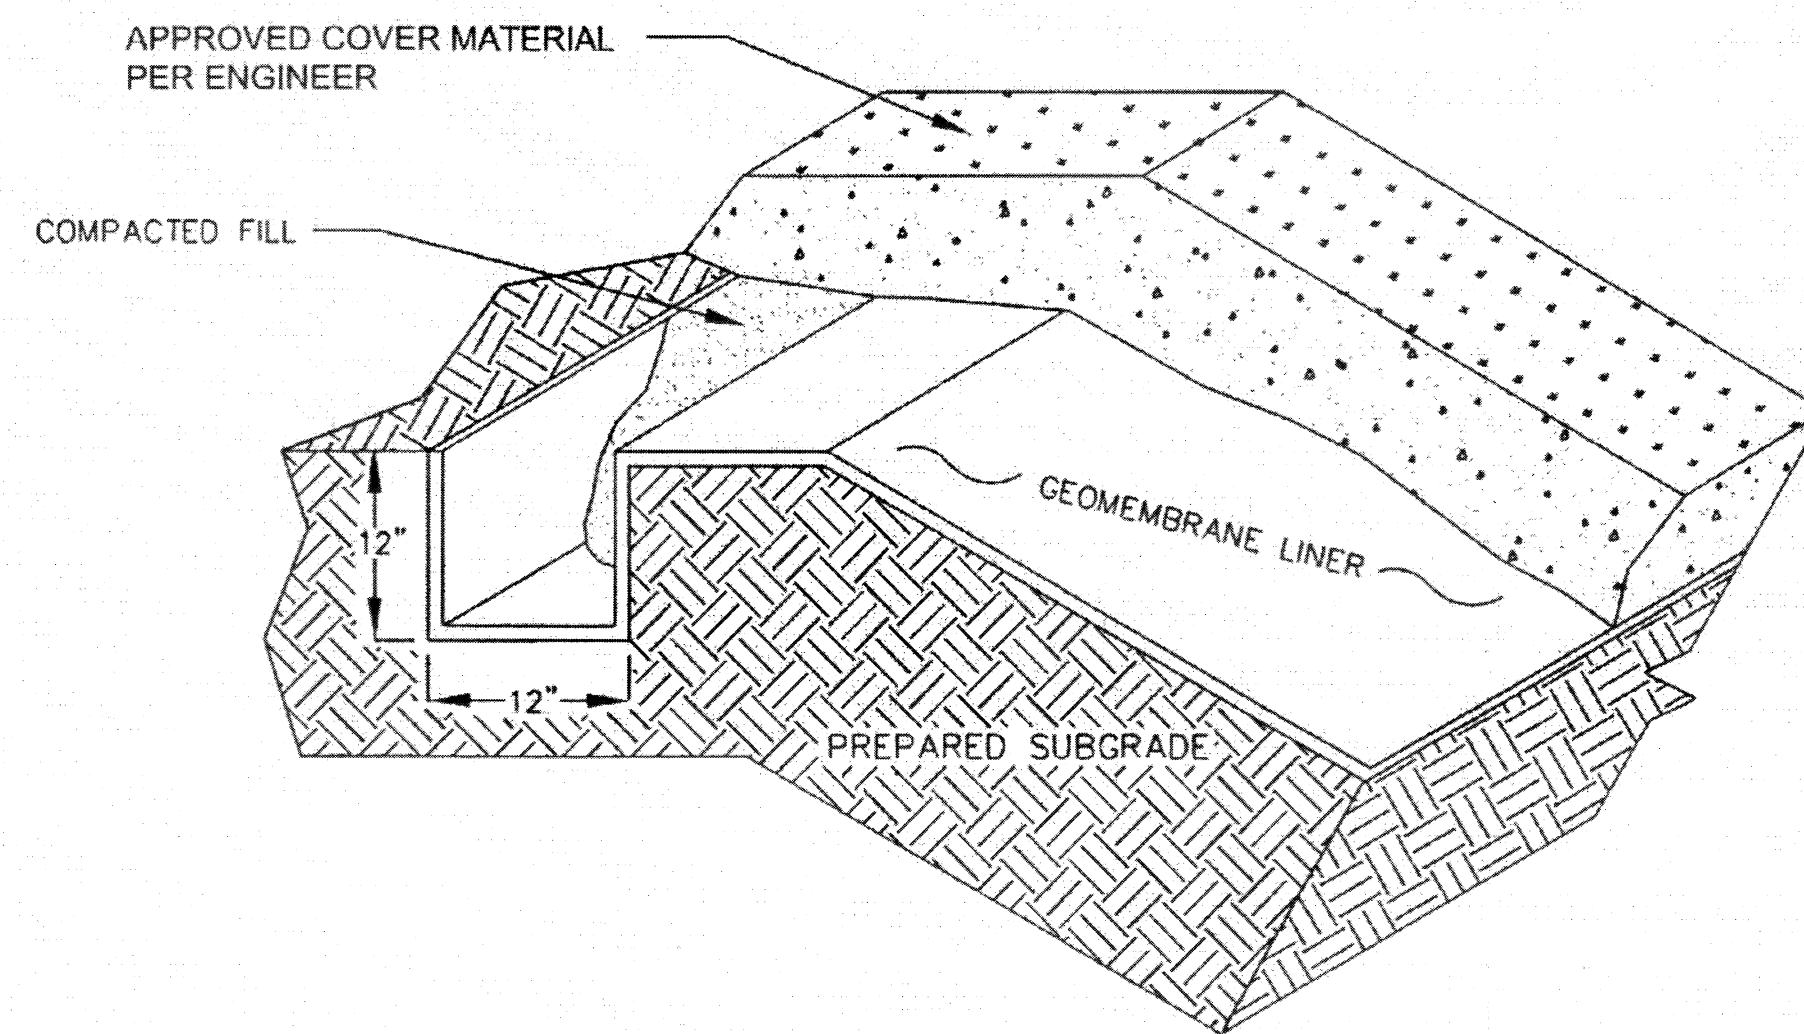 APPROVED COVER MATERIAL
PER ENGINEER
COMPACTED FILL
GEOMEMBRANE LINER
12"
12"
PREPARED SUBGRADE